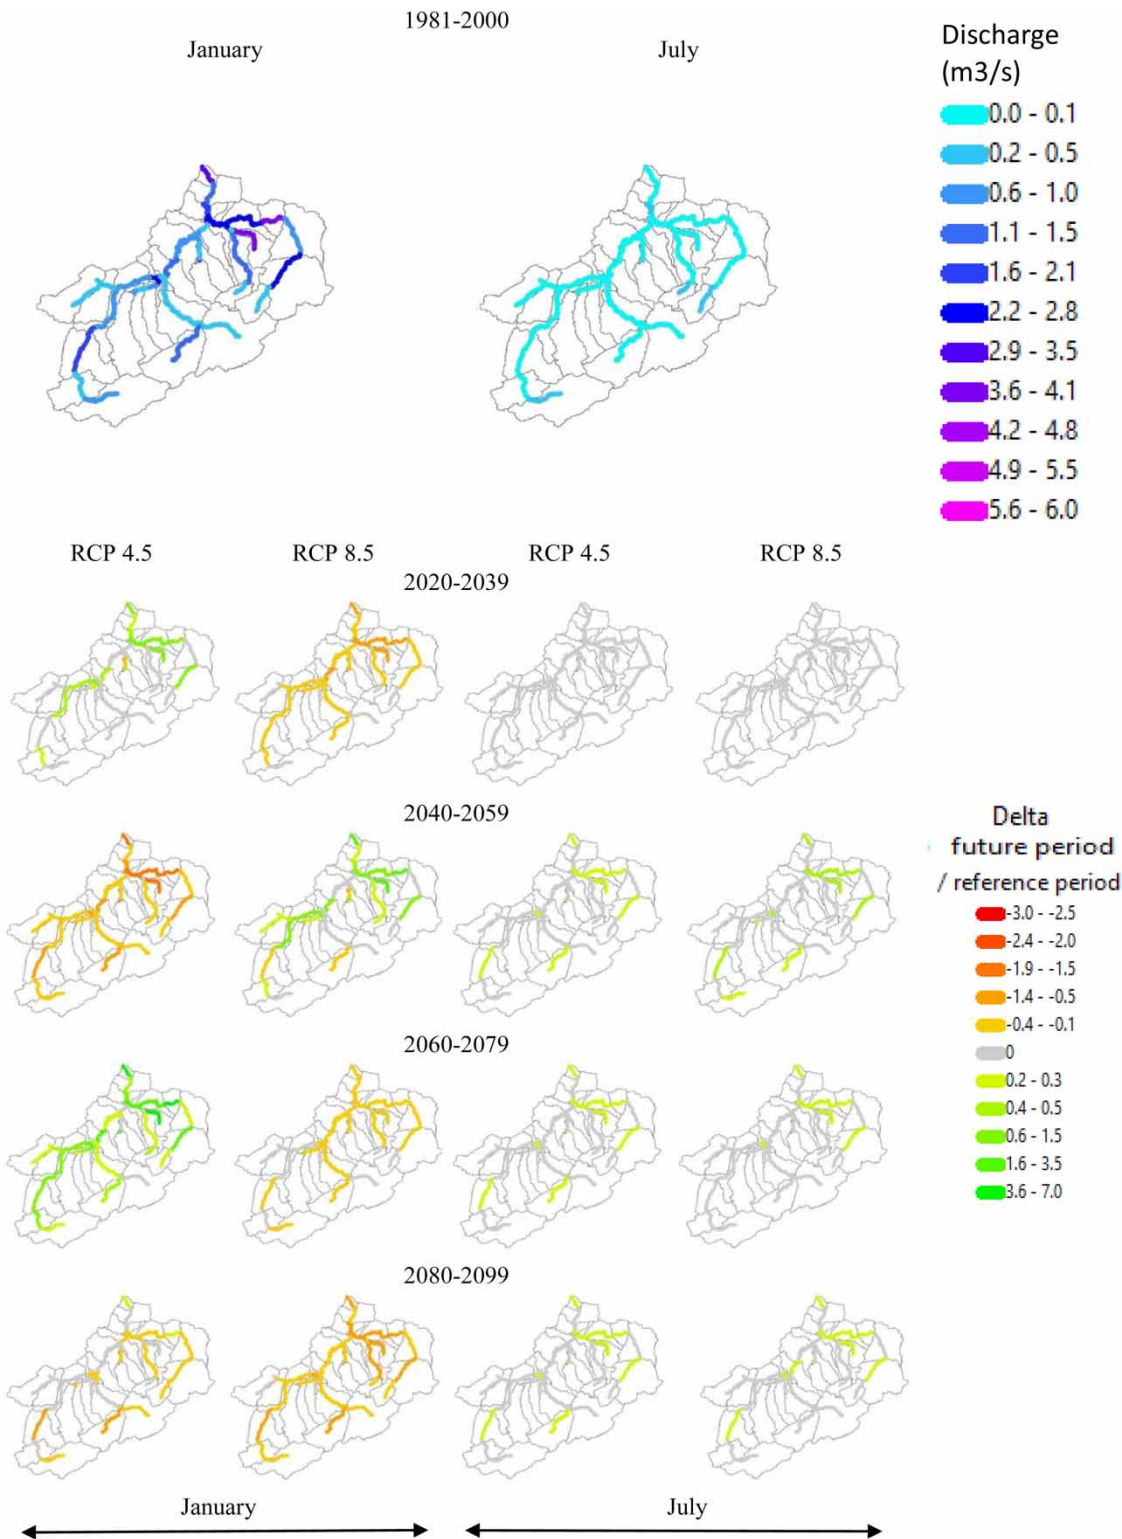 1981-2000
January
July
Discharge
(m3/s)
0.0 - 0.1
0.2 - 0.5
0.6 - 1.0
1.1 - 1.5
1.6 - 2.1
2.2 - 2.8
2.9 - 3.5
3.6 - 4.1
4.2 - 4.8
4.9 - 5.5
5.6 - 6.0
RCP 4.5
RCP 8.5
RCP 4.5
RCP 8.5
2020-2039
2040-2059
Delta
future period
/ reference period
-3.0 - -2.5
-2.4 - -2.0
-1.9 - -1.5
-1.4 - -0.5
-0.4 - -0.1
0
0.2 - 0.3
0.4 - 0.5
0.6 - 1.5
1.6 - 3.5
3.6 - 7.0
2060-2079
2080-2099
January
July